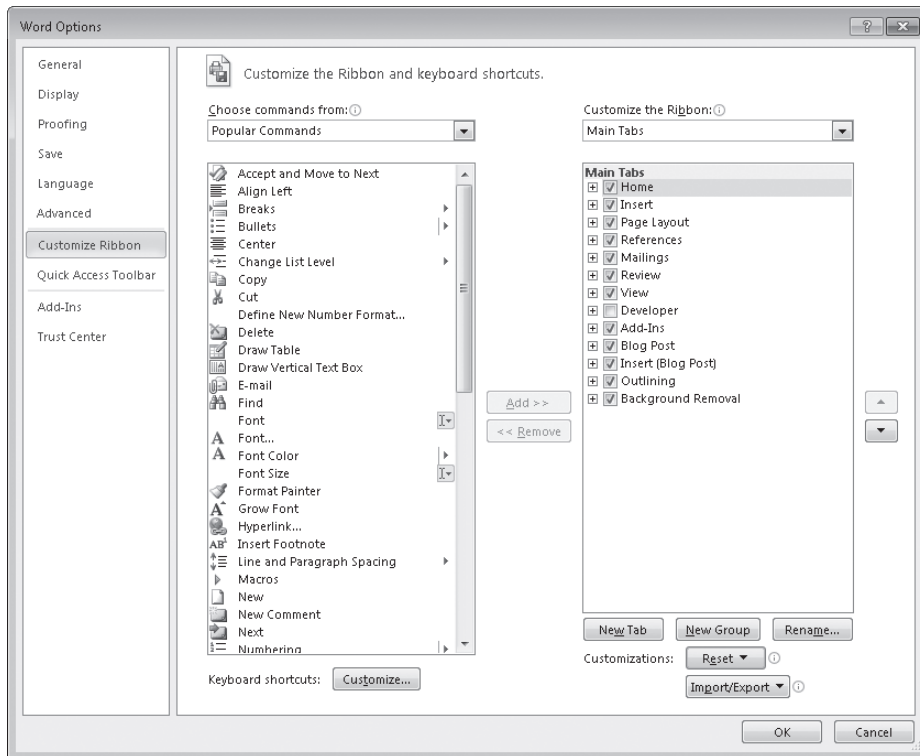 Word Options
General
Display
Proofing
Save
Language
Advanced
Customize Ribbon
Quick Access Toolbar
Add-Ins
Trust Center
Customize the Ribbon and keyboard shortcuts.
Choose commands from:
Popular Commands
Accept and Move to Next
Align Left
Breaks
Bullets
Center
Change List Level
Copy
Cut
Define New Number Format...
Delete
Draw Table
Draw Vertical Text Box
E-mail
Find
Font
Font...
Font Color
Font Size
Format Painter
Grow Font
Hyperlink...
Insert Footnote
Line and Paragraph Spacing
Macros
New
New Comment
Next
Numbering
Keyboard shortcuts: Customize...
Add >>
<< Remove
Customize the Ribbon:
Main Tabs
Main Tabs
Home
Insert
Page Layout
References
Mailings
Review
View
Developer
Add-Ins
Blog Post
Insert (Blog Post)
Outlining
Background Removal
New Tab New Group Rename...
Customizations: Reset
Import/Export
OK Cancel